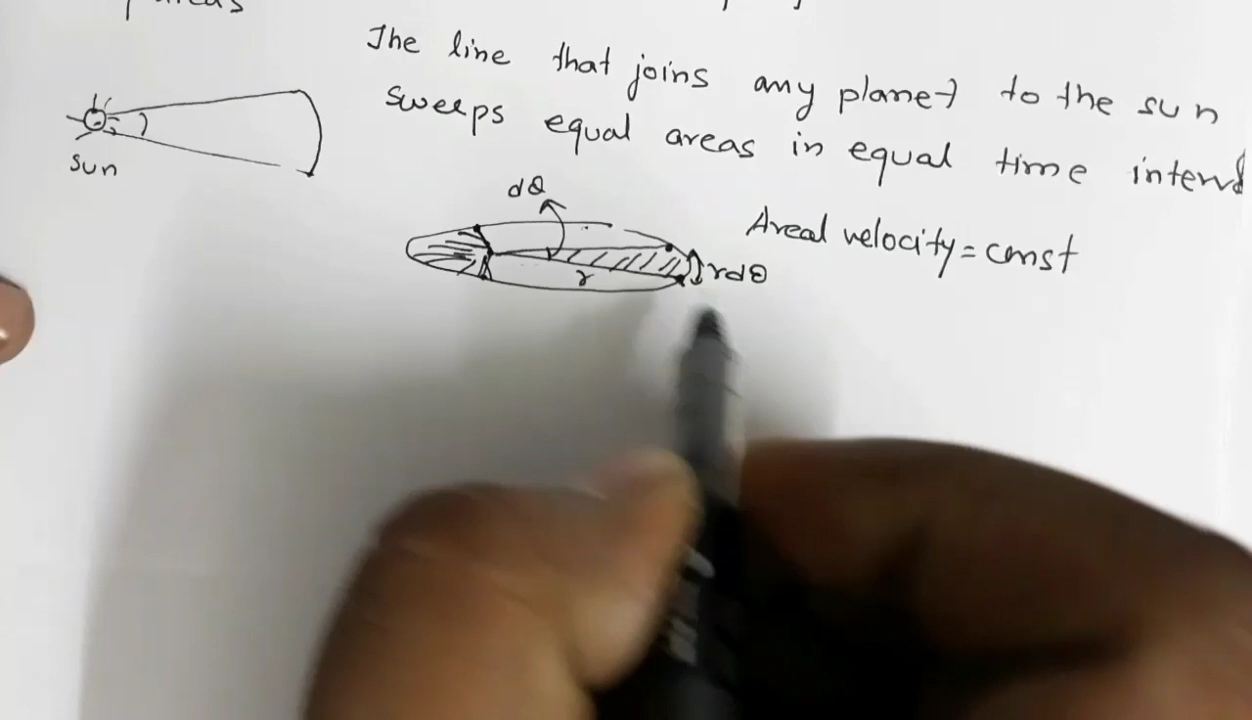 areas
The line that joins any planet to the sun
sweeps equal areas in equal time interv
sun
dθ
Areal velocity = const
r
rdθ